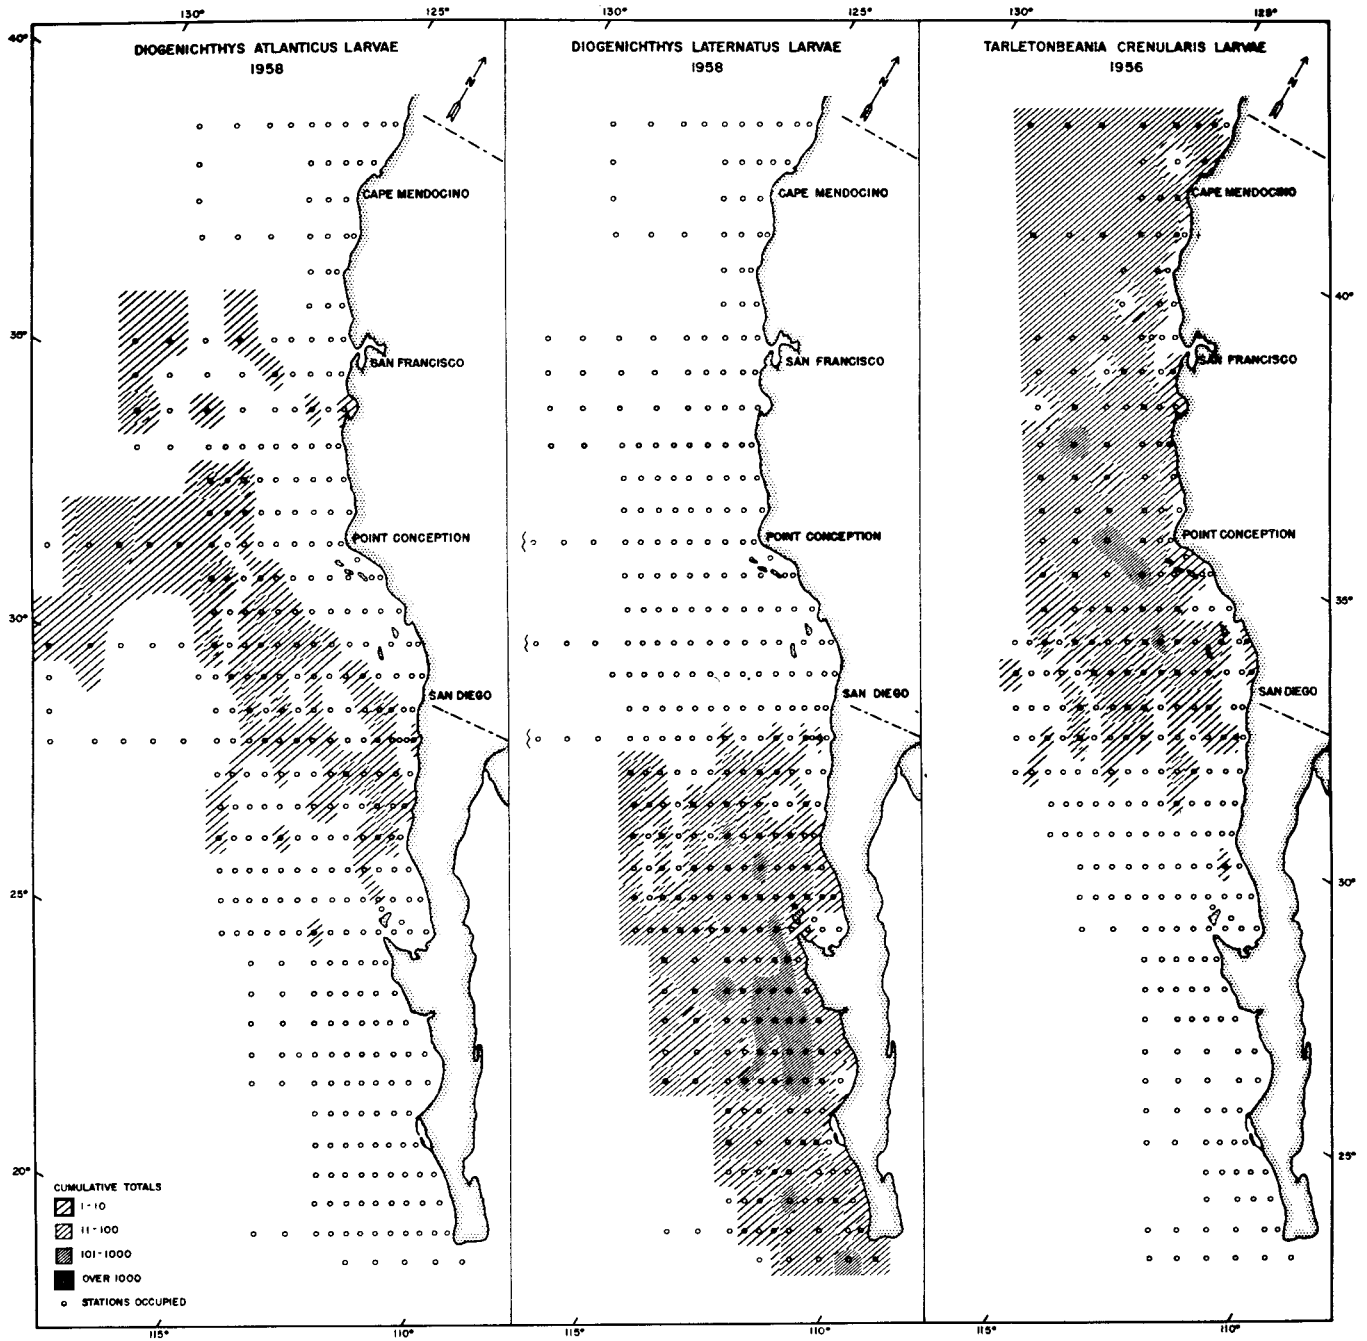 130° 125° 130° 125° 130° 125°
40°
DIOGENICHTHYS ATLANTICUS LARVAE
1958
N
CAPE MENDOCINO
35°
SAN FRANCISCO
POINT CONCEPTION
30°
SAN DIEGO
25°
20°
CUMULATIVE TOTALS
1-10
11-100
101-1000
OVER 1000
STATIONS OCCUPIED
115° 110°
DIOGENICHTHYS LATERNATUS LARVAE
1958
N
CAPE MENDOCINO
SAN FRANCISCO
POINT CONCEPTION
SAN DIEGO
115° 110°
TARLETONBEANIA CRENULARIS LARVAE
1956
N
CAPE MENDOCINO
40°
SAN FRANCISCO
POINT CONCEPTION
35°
SAN DIEGO
30°
25°
115° 110°